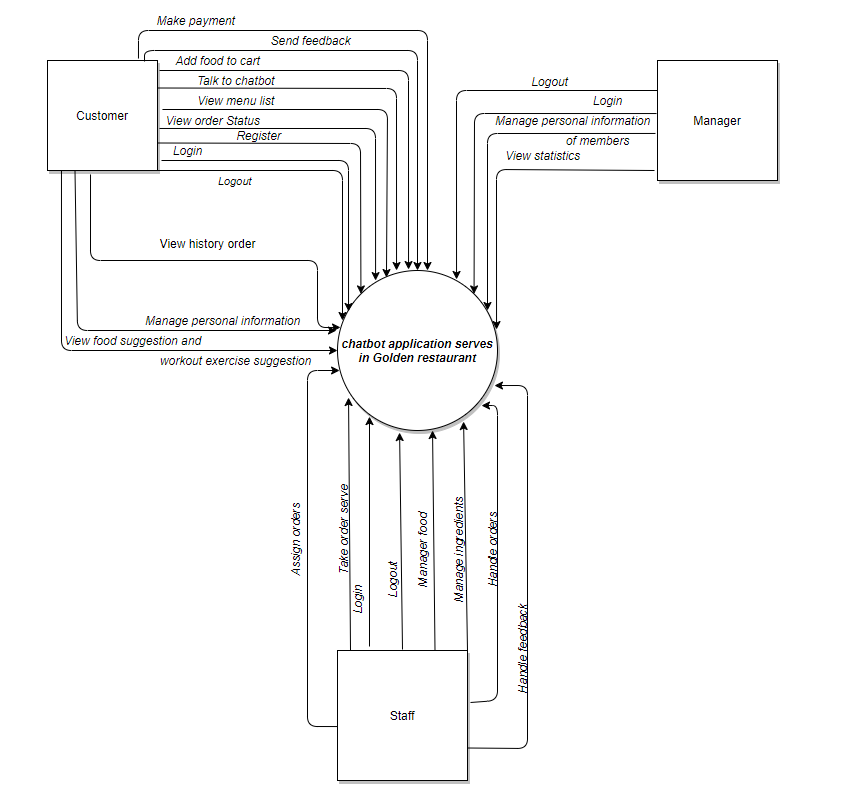 Make payment
Send feedback
Add food to cart
Talk to chatbot
View menu list
View order Status
Register
Login
Logout
Customer
Logout
Login
Manage personal information
of members
View statistics
Manager
View history order
Manage personal information
View food suggestion and
workout exercise suggestion
chatbot application serves
in Golden restaurant
Assign orders
Take order serve
Login
Logout
Manager food
Manage ingredients
Handle orders
Handle feedback
Staff